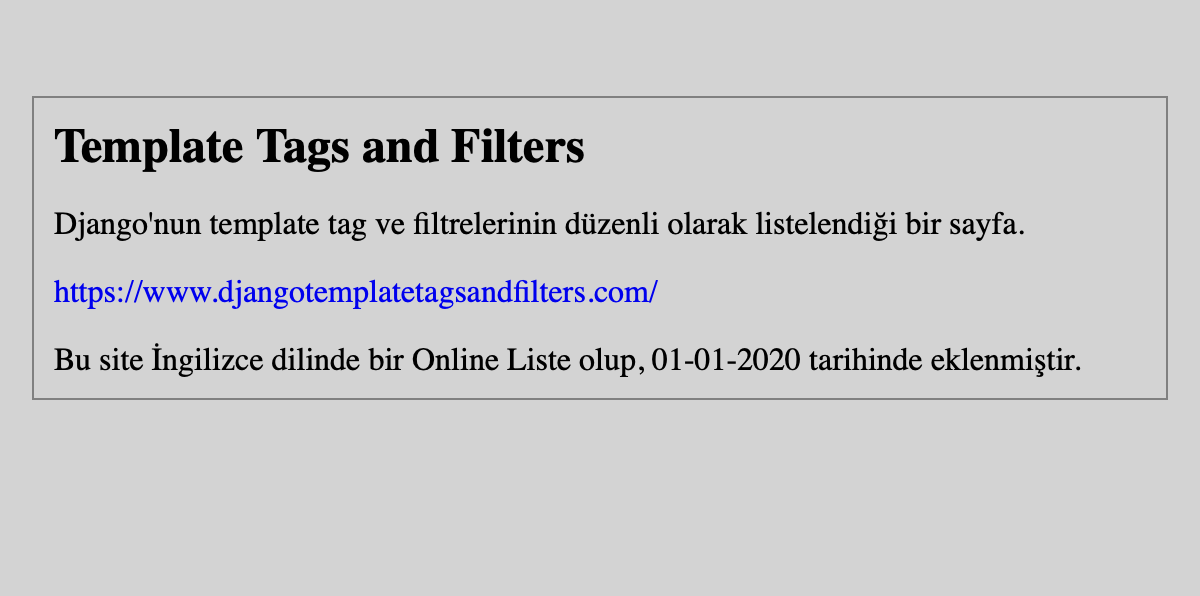 Template Tags and Filters
Django'nun template tag ve filtrelerinin düzenli olarak listelendiği bir sayfa.
https://www.djangotemplatetagsandfilters.com/
Bu site İngilizce dilinde bir Online Liste olup, 01-01-2020 tarihinde eklenmiştir.